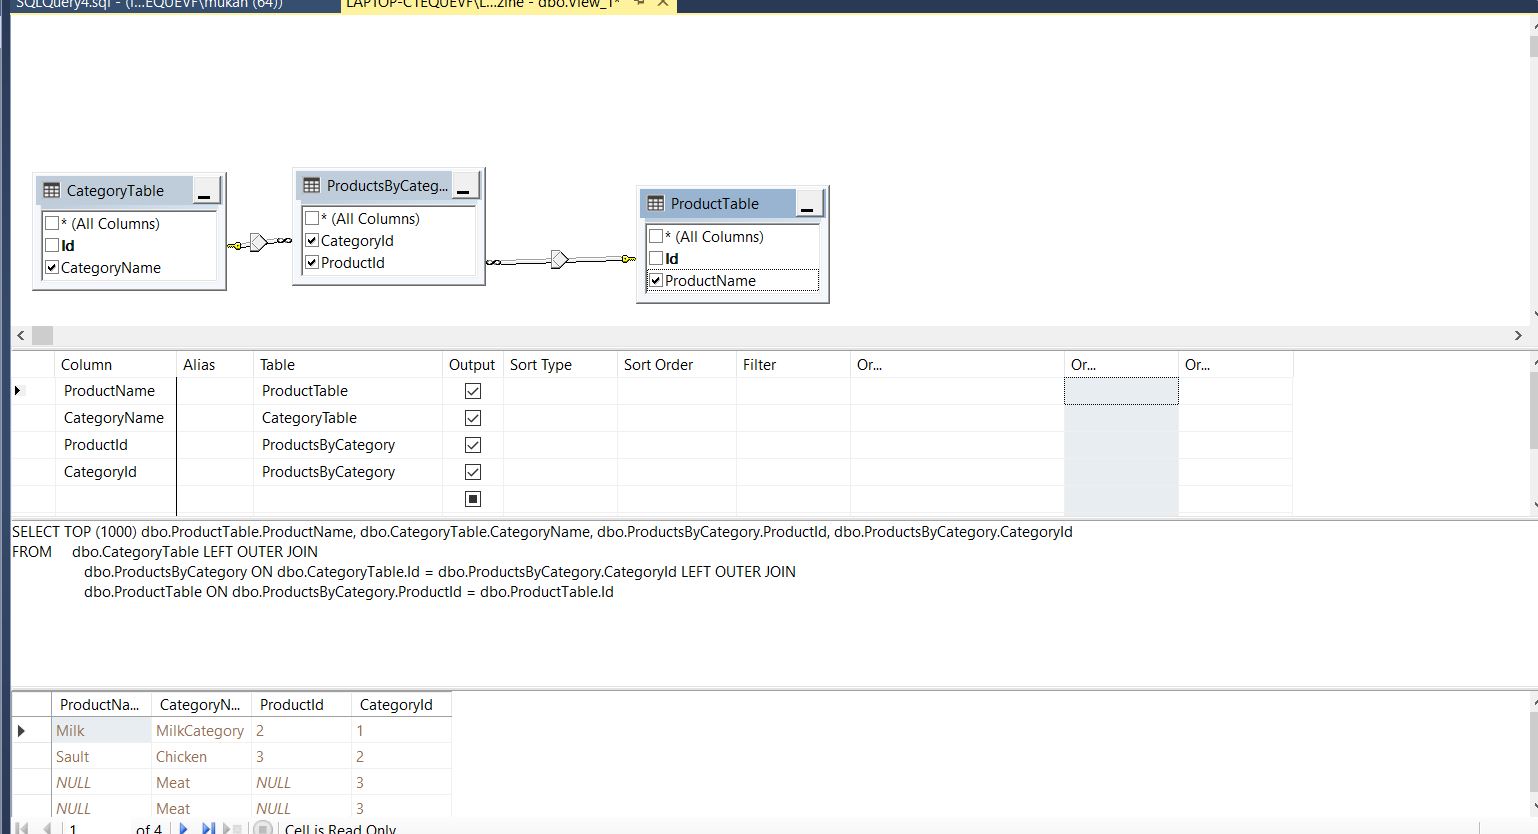 SQLQuery4.sql - (l...EQUEVF\mukan (64))
LAPTOP-CTEQUEVF\L...zine - dbo.View_1*
CategoryTable
* (All Columns)
Id
CategoryName
ProductsByCateg...
* (All Columns)
CategoryId
ProductId
ProductTable
* (All Columns)
Id
ProductName
Column Alias Table Output Sort Type Sort Order Filter Or... Or... Or...
ProductName ProductTable
CategoryName CategoryTable
ProductId ProductsByCategory
CategoryId ProductsByCategory
SELECT TOP (1000) dbo.ProductTable.ProductName, dbo.CategoryTable.CategoryName, dbo.ProductsByCategory.ProductId, dbo.ProductsByCategory.CategoryId
FROM dbo.CategoryTable LEFT OUTER JOIN
dbo.ProductsByCategory ON dbo.CategoryTable.Id = dbo.ProductsByCategory.CategoryId LEFT OUTER JOIN
dbo.ProductTable ON dbo.ProductsByCategory.ProductId = dbo.ProductTable.Id
ProductNa... CategoryN... ProductId CategoryId
Milk MilkCategory 2 1
Sault Chicken 3 2
NULL Meat NULL 3
NULL Meat NULL 3
1 of 4 Cell is Read Only